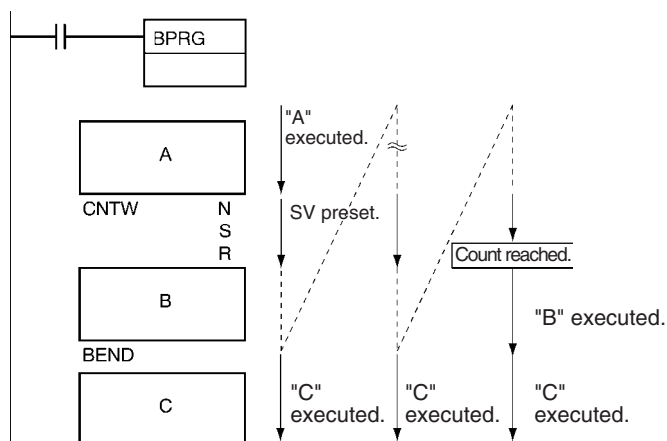 BPRG
"A"
executed.
A
CNTW N
S
R
SV preset.
Count reached.
B
"B" executed.
BEND
C
"C"
executed.
"C"
executed.
"C"
executed.